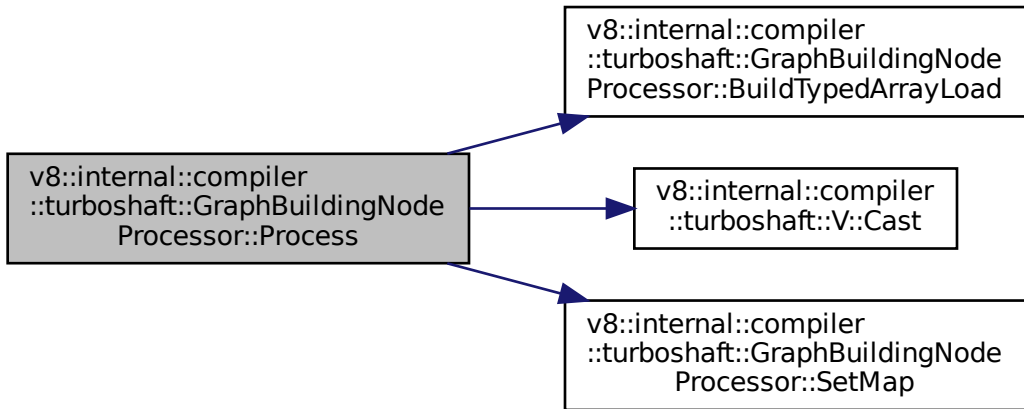 v8::internal::compiler
::turboshaft::GraphBuildingNode
Processor::Process
v8::internal::compiler
::turboshaft::GraphBuildingNode
Processor::BuildTypedArrayLoad
v8::internal::compiler
::turboshaft::V::Cast
v8::internal::compiler
::turboshaft::GraphBuildingNode
Processor::SetMap